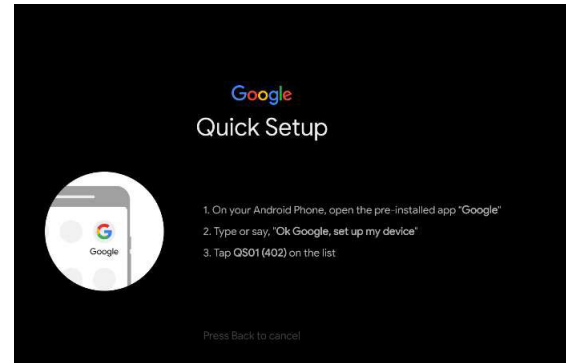 Google
Quick Setup
1. On your Android Phone, open the pre-installed app "Google"
2. Type or say, "Ok Google, set up my device"
3. Tap QS01 (402) on the list
G
Google
Press Back to cancel